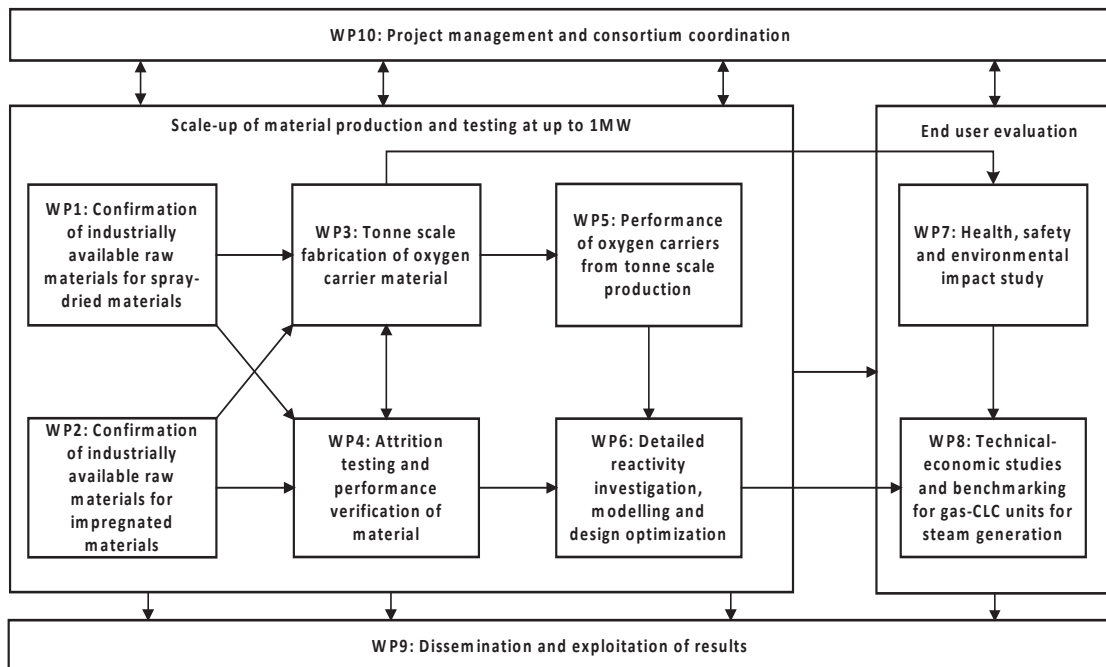 WP10: Project management and consortium coordination
Scale-up of material production and testing at up to 1MW
End user evaluation
WP1: Confirmation
of industrially
available raw
materials for spray-
dried materials
WP3: Tonne scale
fabrication of oxygen
carrier material
WP5: Performance
of oxygen carriers
from tonne scale
production
WP7: Health, safety
and environmental
impact study
WP2: Confirmation
of industrially
available raw
materials for
impregnated
materials
WP4: Attrition
testing and
performance
verification of
material
WP6: Detailed
reactivity
investigation,
modelling and
design optimization
WP8: Technical-
economic studies
and benchmarking
for gas-CLC units for
steam generation
WP9: Dissemination and exploitation of results